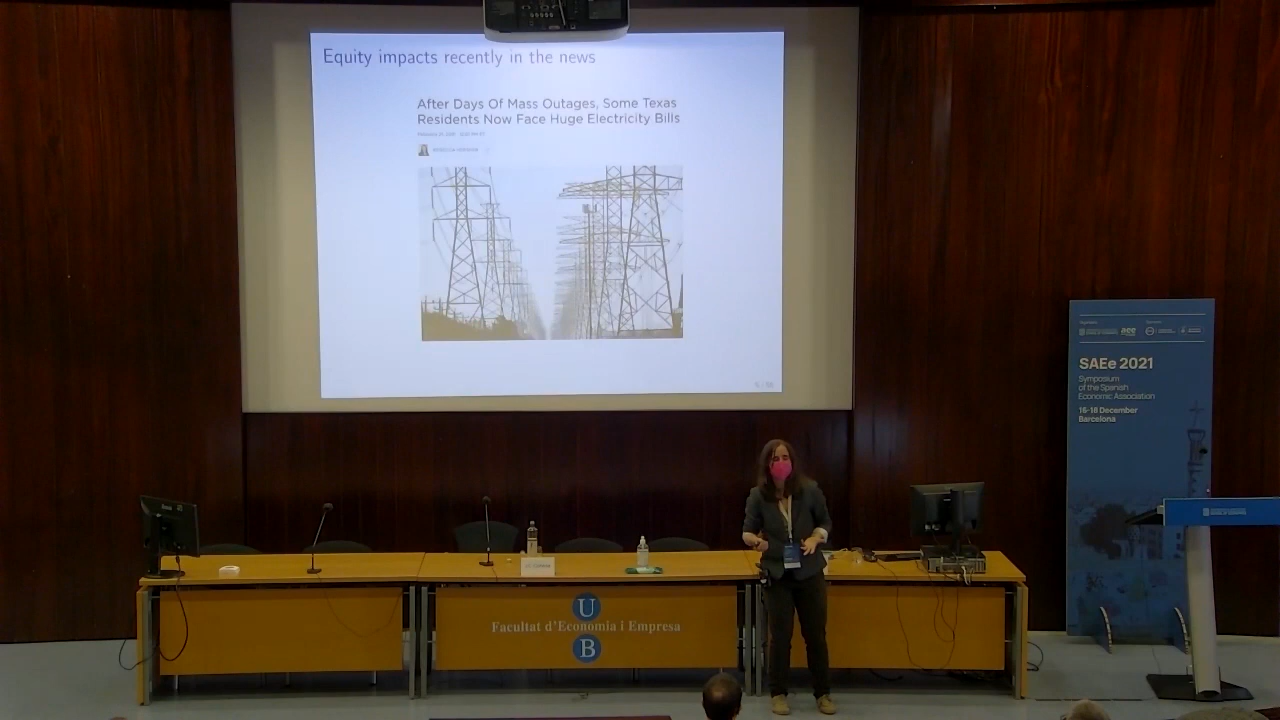 Equity impacts recently in the news
After Days Of Mass Outages, Some Texas
Residents Now Face Huge Electricity Bills
SAEe 2021
Symposium
of the Spanish
Economic Association
16-18 December
Barcelona
U
Facultat d'Economia i Empresa
B